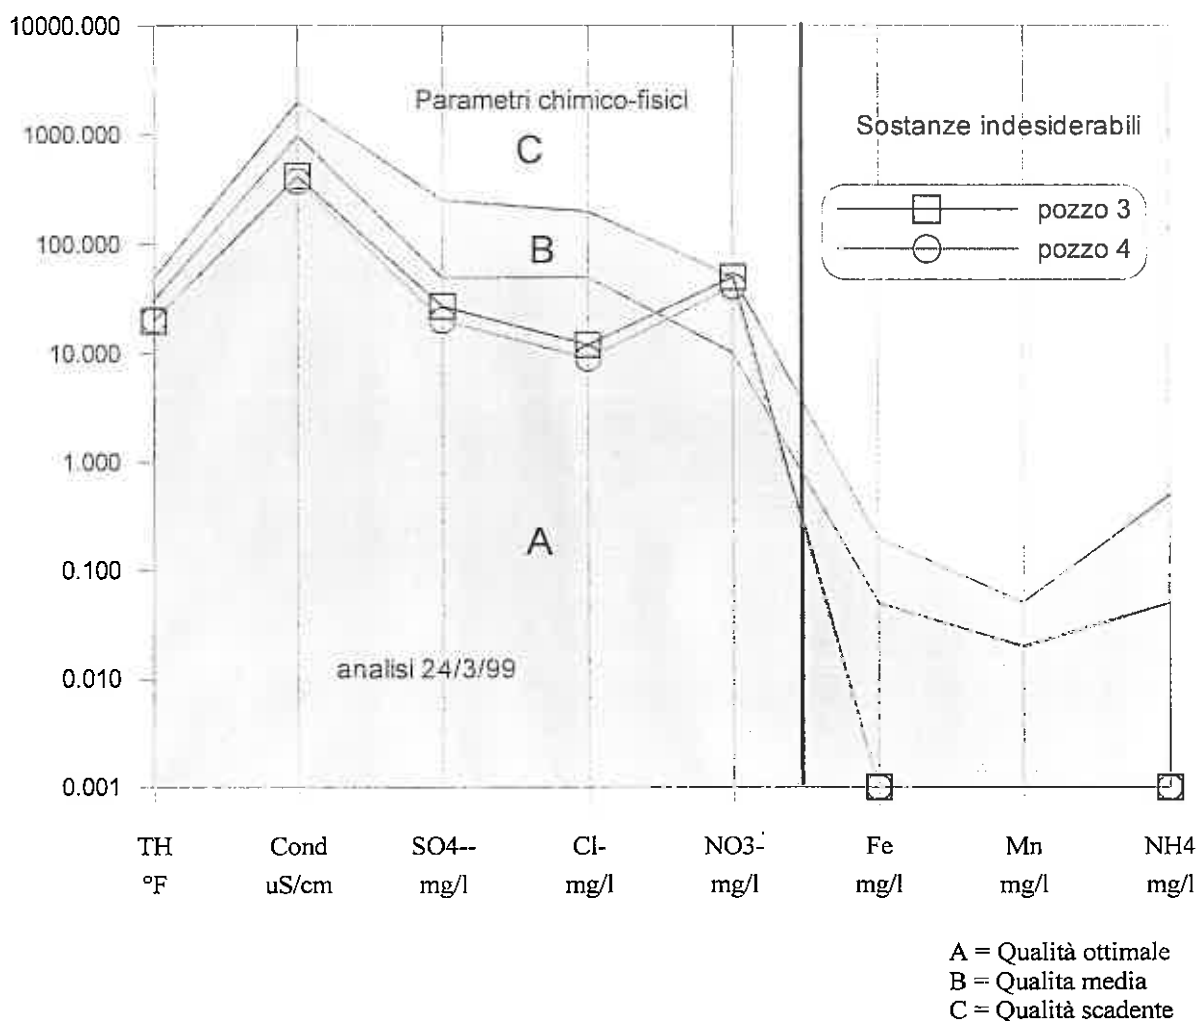 10000.000
1000.000
100.000
10.000
1.000
0.100
0.010
0.001
Parametri chimico-fisici
Sostanze indesiderabili
C
B
A
pozzo 3
pozzo 4
analisi 24/3/99
TH Cond SO4-- Cl- NO3- Fe Mn NH4
°F uS/cm mg/l mg/l mg/l mg/l mg/l mg/l
A = Qualità ottimale
B = Qualita media
C = Qualità scadente